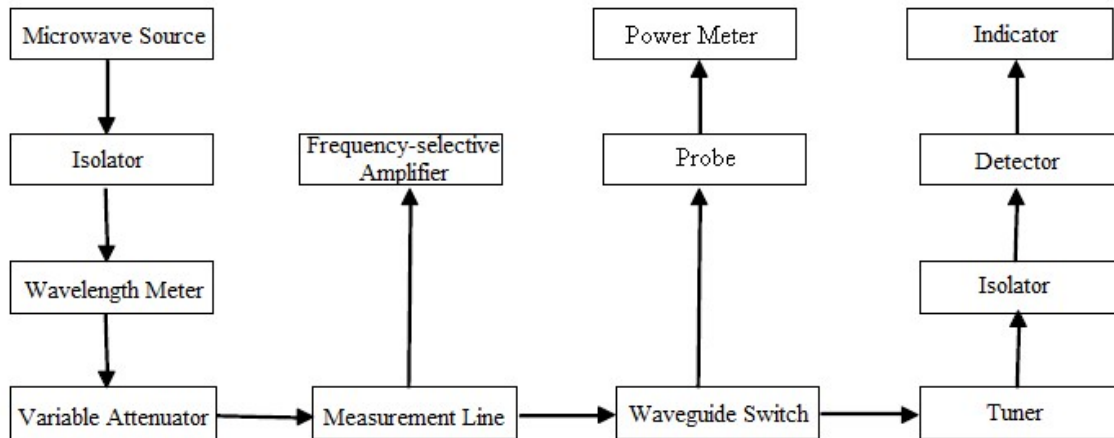 Microwave Source
Power Meter
Indicator
Isolator
Frequency-selective
Amplifier
Probe
Detector
Wavelength Meter
Isolator
Variable Attenuator
Measurement Line
Waveguide Switch
Tuner